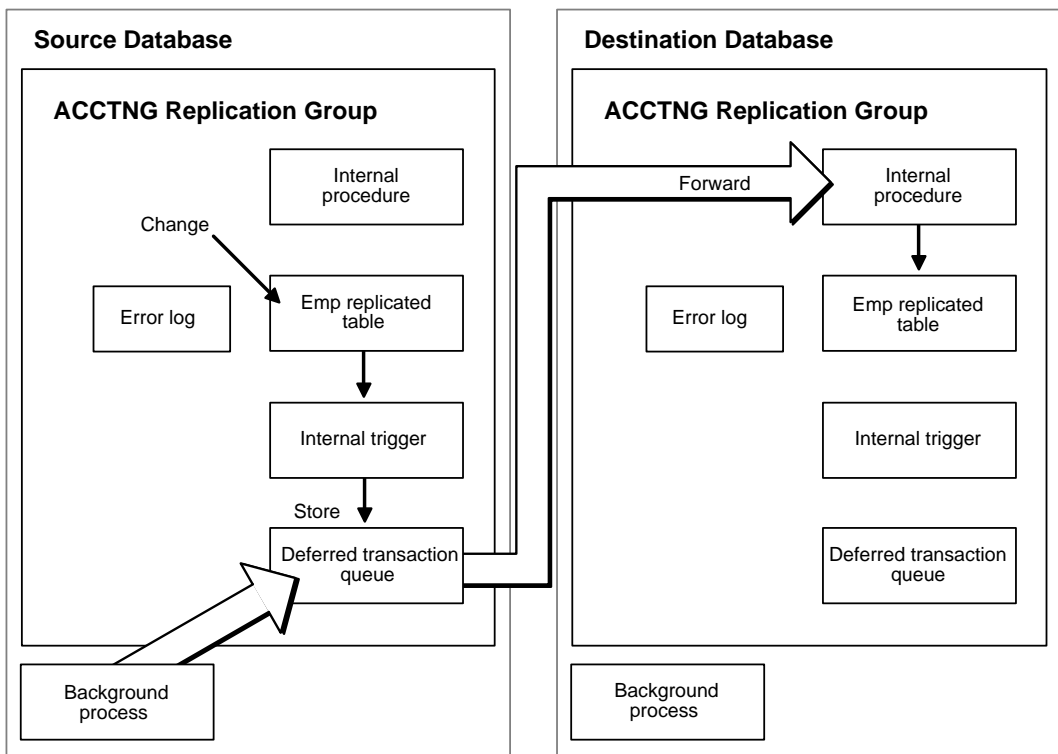 Source Database
ACCTNG Replication Group
Internal
procedure
Change
Error log
Emp replicated
table
Internal trigger
Store
Deferred transaction
queue
Background
process
Forward
Destination Database
ACCTNG Replication Group
Internal
procedure
Error log
Emp replicated
table
Internal trigger
Deferred transaction
queue
Background
process